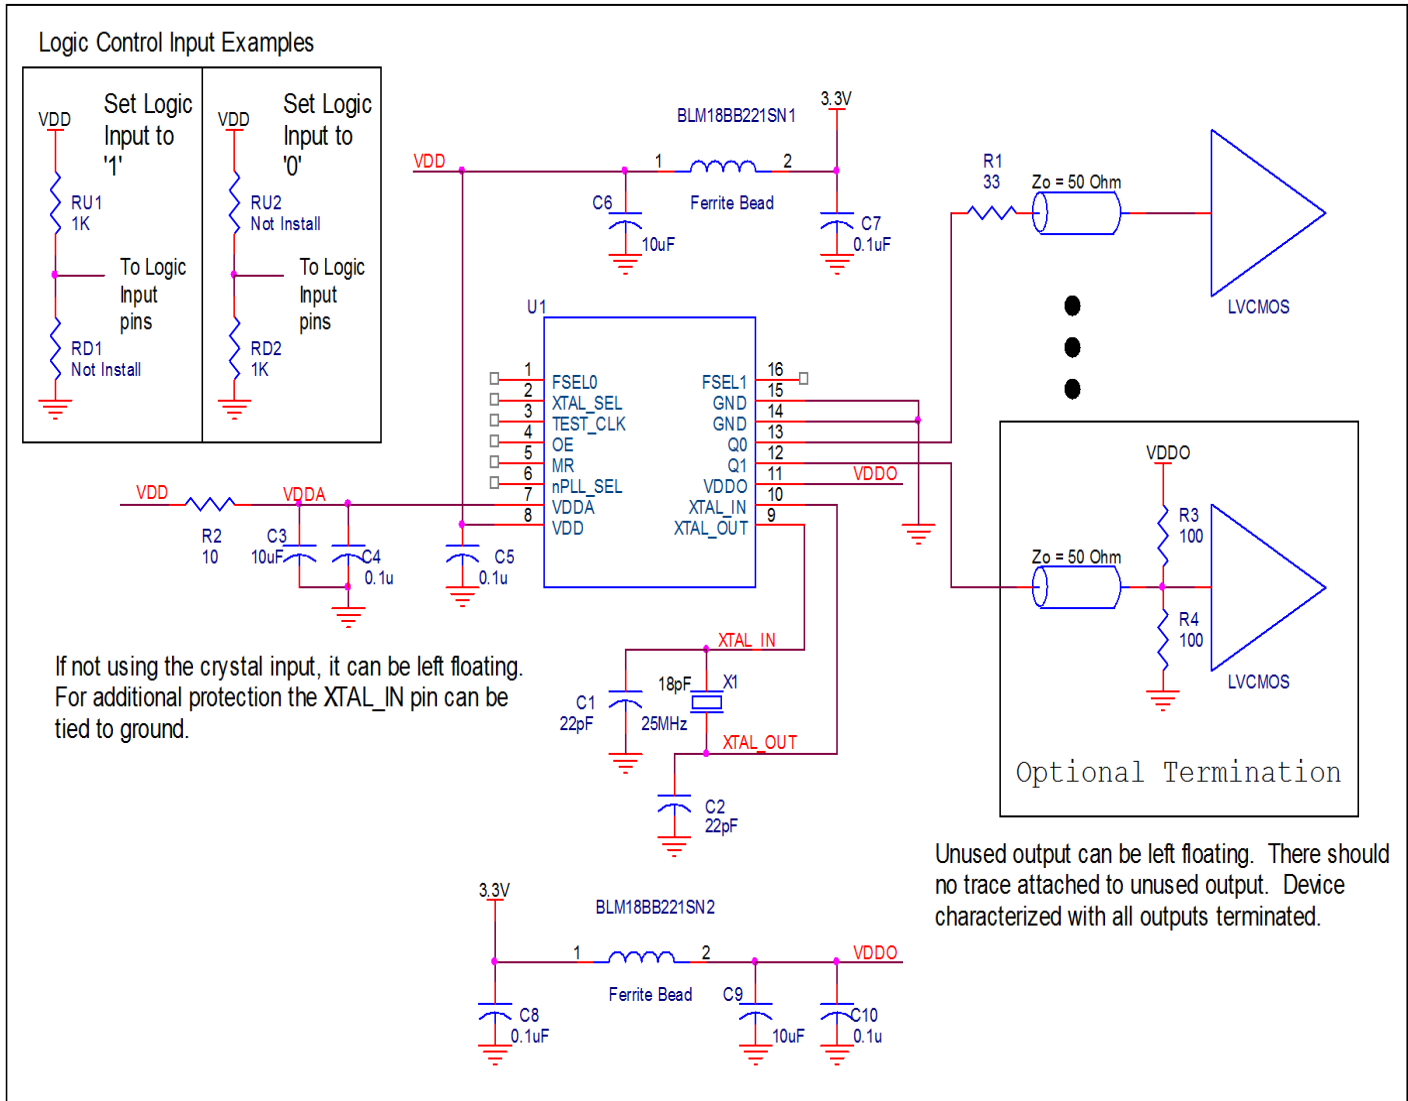 Logic Control Input Examples
VDD
Set Logic
Input to
'1'
RU1
1K
To Logic
Input
pins
RD1
Not Install
VDD
Set Logic
Input to
'0'
RU2
Not Install
To Logic
Input
pins
RD2
1K
VDD
BLM18BB221SN1
3.3V
1
2
Ferrite Bead
C6
10uF
C7
0.1uF
R1
33
Zo = 50 Ohm
LVCMOS
U1
1
FSEL0
2
XTAL_SEL
3
TEST_CLK
4
OE
5
MR
6
nPLL_SEL
7
VDDA
8
VDD
16
FSEL1
15
GND
14
GND
13
Q0
12
Q1
11
VDDO
10
XTAL_IN
9
XTAL_OUT
VDDO
VDD
VDDA
R2
10
C3
10uF
C4
0.1u
C5
0.1u
VDDO
R3
100
Zo = 50 Ohm
R4
100
LVCMOS
Optional Termination
If not using the crystal input, it can be left floating.
For additional protection the XTAL_IN pin can be
tied to ground.
XTAL_IN
18pF
X1
C1
22pF
25MHz
XTAL_OUT
C2
22pF
Unused output can be left floating. There should
no trace attached to unused output. Device
characterized with all outputs terminated.
3.3V
BLM18BB221SN2
1
2
VDDO
Ferrite Bead
C8
0.1uF
C9
10uF
C10
0.1u